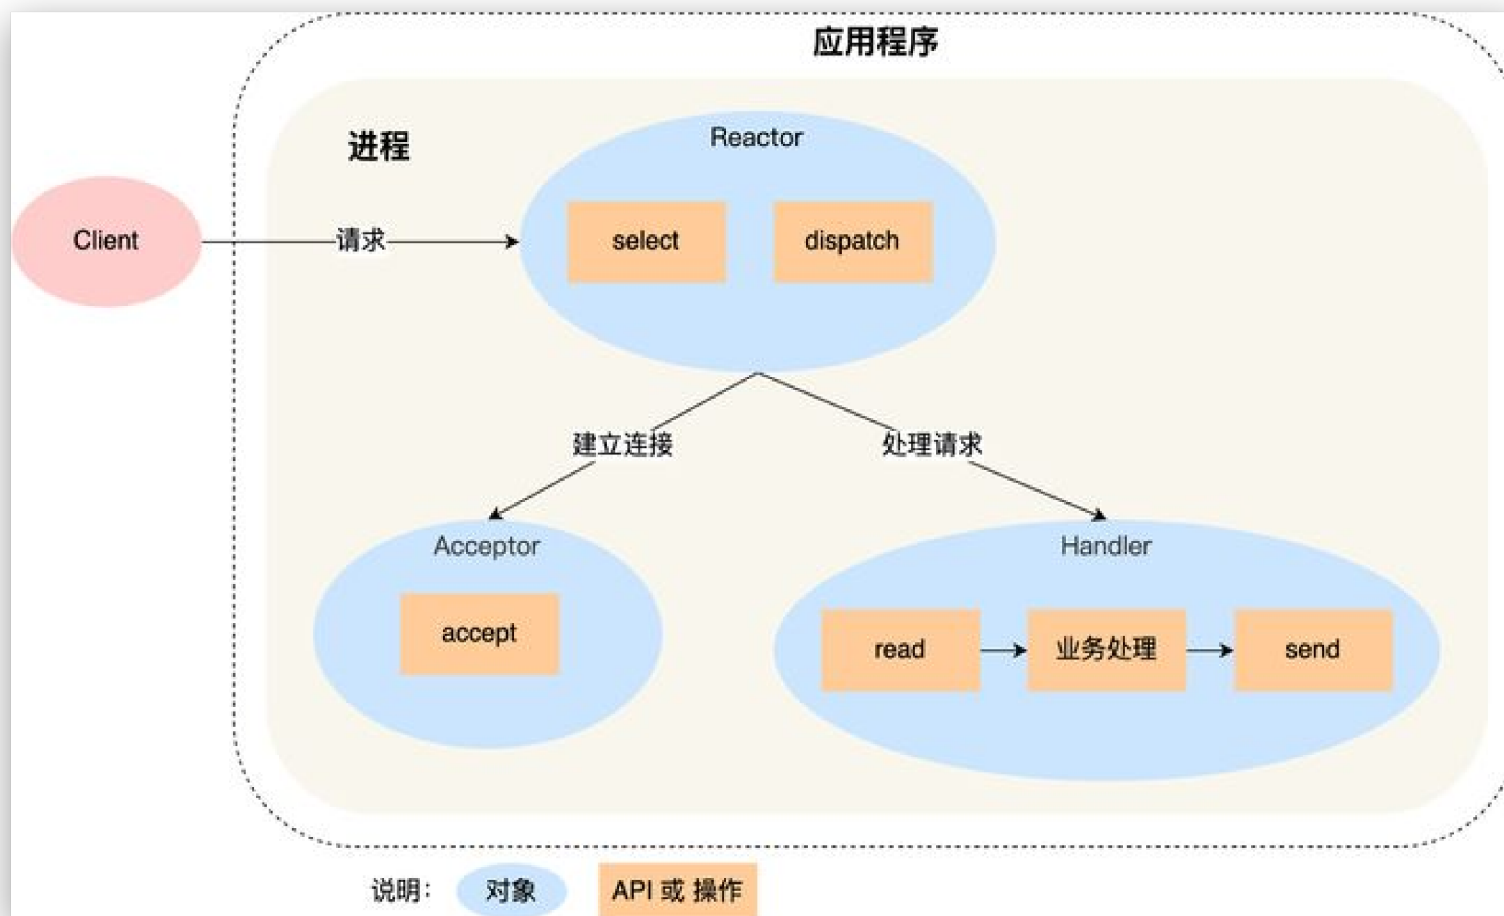 应用程序
进程
Reactor
select
dispatch
Client
请求
建立连接
处理请求
Acceptor
accept
Handler
read
业务处理
send
说明：
对象
API 或 操作